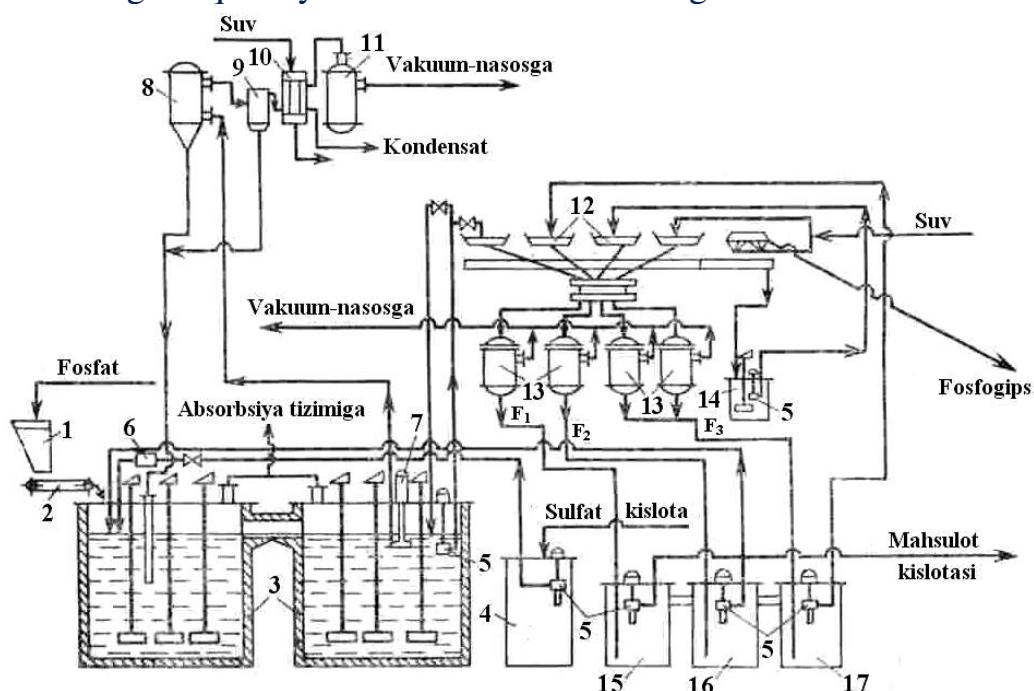 Suv
10
11
9
8
Vakuum-nasosga
Kondensat
12
Suv
Vakuum-nasosga
Fosfat
13
13
14
5
Fosfogips
Absorbsiya tizimiga
7
F1
F2
F3
1
6
2
Sulfat kislota
Mahsulot
kislotasi
5
3
4
5
5
15
16
17